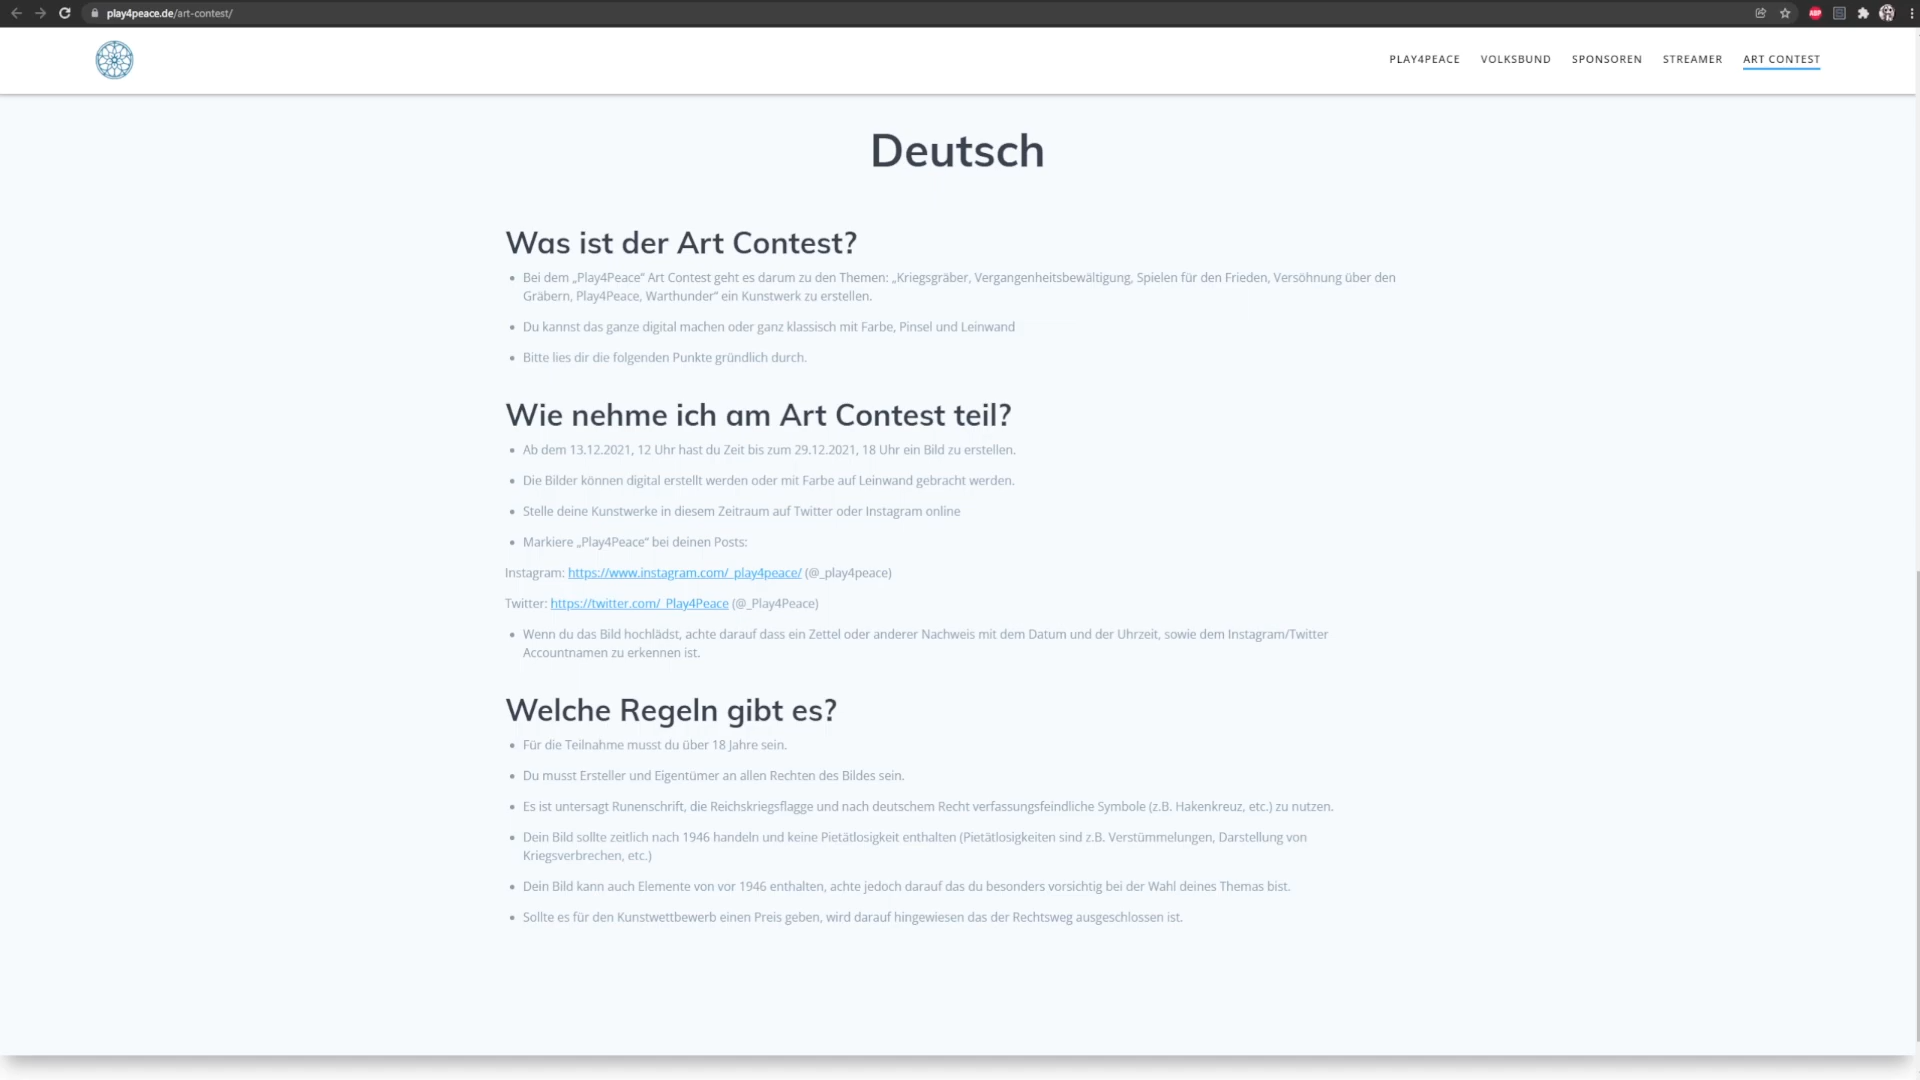 play4peace.de/art-contest/
ABP
PLAY4PEACE VOLKSBUND SPONSOREN STREAMER ART CONTEST
Deutsch
Was ist der Art Contest?
• Bei dem „Play4Peace“ Art Contest geht es darum zu den Themen: „Kriegsgräber, Vergangenheitsbewältigung, Spielen für den Frieden, Versöhnung über den
Gräbern, Play4Peace, Warthunder“ ein Kunstwerk zu erstellen.
• Du kannst das ganze digital machen oder ganz klassisch mit Farbe, Pinsel und Leinwand
• Bitte lies dir die folgenden Punkte gründlich durch.
Wie nehme ich am Art Contest teil?
• Ab dem 13.12.2021, 12 Uhr hast du Zeit bis zum 29.12.2021, 18 Uhr ein Bild zu erstellen.
• Die Bilder können digital erstellt werden oder mit Farbe auf Leinwand gebracht werden.
• Stelle deine Kunstwerke in diesem Zeitraum auf Twitter oder Instagram online
• Markiere „Play4Peace“ bei deinen Posts:
Instagram: https://www.instagram.com/_play4peace/ (@_play4peace)
Twitter: https://twitter.com/_Play4Peace (@_Play4Peace)
• Wenn du das Bild hochlädst, achte darauf dass ein Zettel oder anderer Nachweis mit dem Datum und der Uhrzeit, sowie dem Instagram/Twitter
Accountnamen zu erkennen ist.
Welche Regeln gibt es?
• Für die Teilnahme musst du über 18 Jahre sein.
• Du musst Ersteller und Eigentümer an allen Rechten des Bildes sein.
• Es ist untersagt Runenschrift, die Reichskriegsflagge und nach deutschem Recht verfassungsfeindliche Symbole (z.B. Hakenkreuz, etc.) zu nutzen.
• Dein Bild sollte zeitlich nach 1946 handeln und keine Pietätlosigkeit enthalten (Pietätlosigkeiten sind z.B. Verstümmelungen, Darstellung von
Kriegsverbrechen, etc.)
• Dein Bild kann auch Elemente von vor 1946 enthalten, achte jedoch darauf das du besonders vorsichtig bei der Wahl deines Themas bist.
• Sollte es für den Kunstwettbewerb einen Preis geben, wird darauf hingewiesen das der Rechtsweg ausgeschlossen ist.